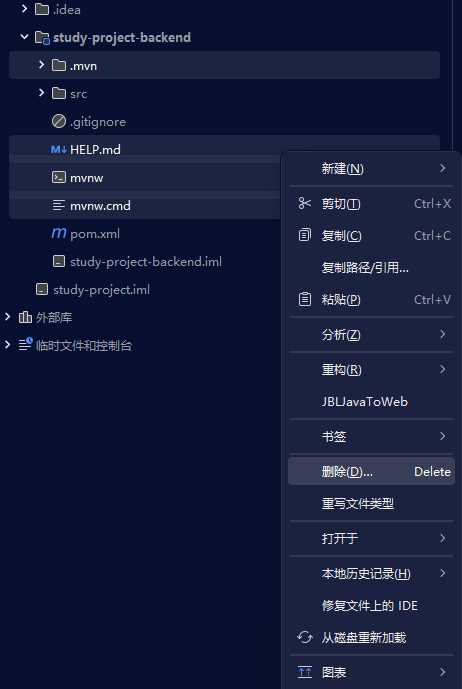 .idea
study-project-backend
.mvn
src
.gitignore
M↓ HELP.md
mvnw
mvnw.cmd
m pom.xml
study-project-backend.iml
study-project.iml
外部库
临时文件和控制台
新建(N)
剪切(T) Ctrl+X
复制(C) Ctrl+C
复制路径/引用...
粘贴(P) Ctrl+V
分析(Z)
重构(R)
JBLJavaToWeb
书签
删除(D)... Delete
重写文件类型
打开于
本地历史记录(H)
修复文件上的 IDE
从磁盘重新加载
图表